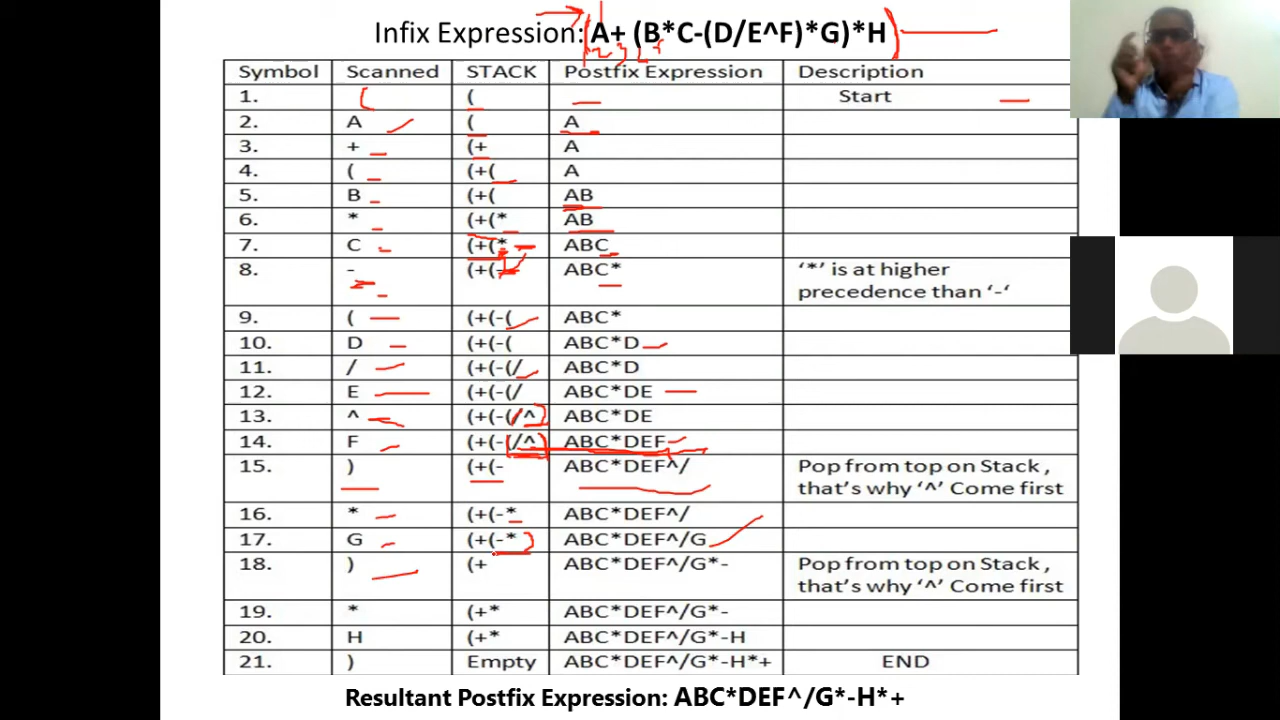 Infix Expression: (A+ (B*C-(D/E^F)*G)*H)
Symbol Scanned STACK Postfix Expression Description
1. ( ( Start
2. A ( A
3. + (+ A
4. ( (+( A
5. B (+( AB
6. * (+(* AB
7. C (+(* ABC
8. - (+(- ABC* ‘*’ is at higher
precedence than ‘-‘
9. ( (+(-( ABC*
10. D (+(-( ABC*D
11. / (+(-(/ ABC*D
12. E (+(-(/ ABC*DE
13. ^ (+(-(/^ ABC*DE
14. F (+(-(/^ ABC*DEF
15. ) (+(- ABC*DEF^/ Pop from top on Stack ,
that’s why ‘^’ Come first
16. * (+(-* ABC*DEF^/
17. G (+(-* ABC*DEF^/G
18. ) (+ ABC*DEF^/G*- Pop from top on Stack ,
that’s why ‘^’ Come first
19. * (+* ABC*DEF^/G*-
20. H (+* ABC*DEF^/G*-H
21. ) Empty ABC*DEF^/G*-H*+ END
Resultant Postfix Expression: ABC*DEF^/G*-H*+